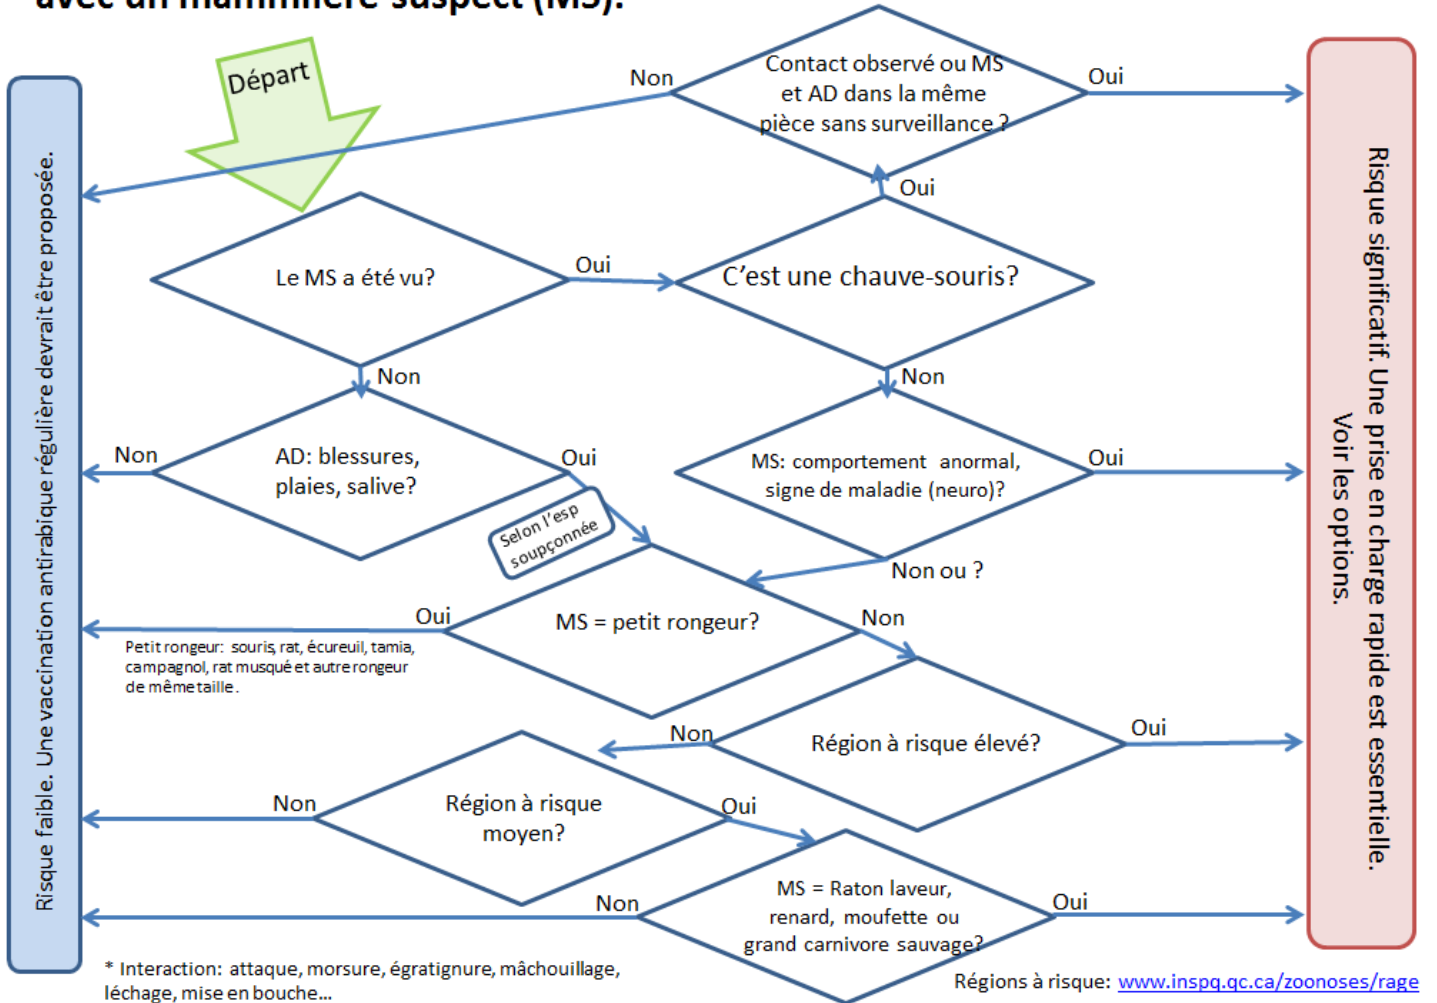 avec un mammifère suspect (MS).
Départ
Non
Contact observé ou MS
et AD dans la même
pièce sans surveillance ?
Oui
Oui
Le MS a été vu?
Oui
C'est une chauve-souris?
Non
Non
Non
AD: blessures,
plaies, salive?
Oui
MS: comportement anormal,
signe de maladie (neuro)?
Oui
Selon l'esp
soupçonnée
Non ou ?
Oui
MS = petit rongeur?
Non
Petit rongeur: souris, rat, écureuil, tamia,
campagnol, rat musqué et autre rongeur
de même taille.
Non
Région à risque élevé?
Oui
Non
Région à risque
moyen?
Oui
Non
MS = Raton laveur,
renard, moufette ou
grand carnivore sauvage?
Oui
Risque faible. Une vaccination antirabique régulière devrait être proposée.
Risque significatif. Une prise en charge rapide est essentielle.
Voir les options.
* Interaction: attaque, morsure, égratignure, mâchouillage,
léchage, mise en bouche...
Régions à risque: www.inspq.qc.ca/zoonoses/rage